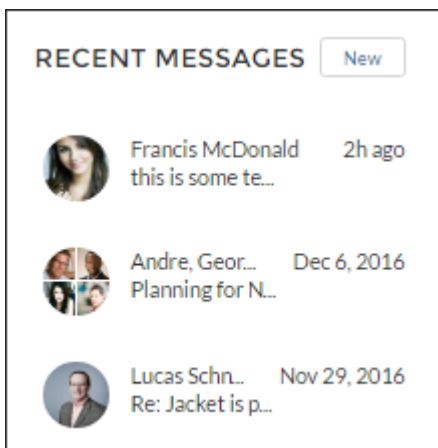 RECENT MESSAGES New
Francis McDonald 2h ago
this is some te...
Andre, Geor... Dec 6, 2016
Planning for N...
Lucas Schn... Nov 29, 2016
Re: Jacket is p...